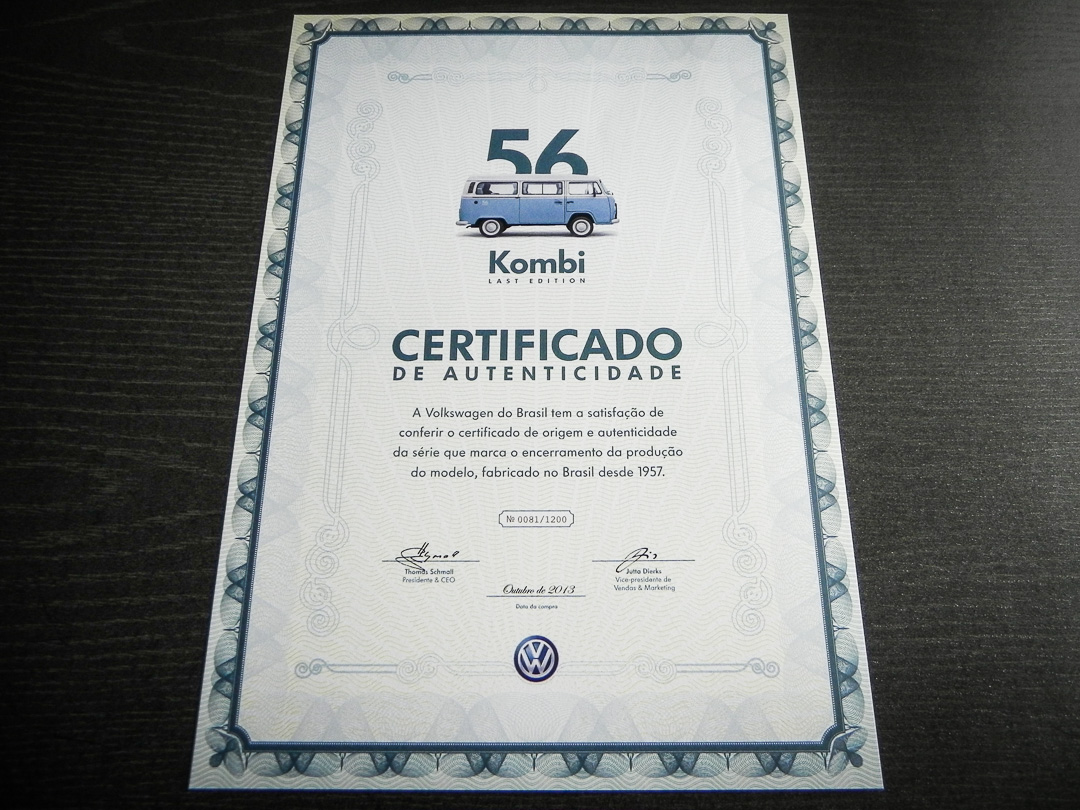 56
Kombi
LAST EDITION
CERTIFICADO
DE AUTENTICIDADE
A Volkswagen do Brasil tem a satisfação de
conferir o certificado de origem e autenticidade
da série que marca o encerramento da produção
do modelo, fabricado no Brasil desde 1957.
Nº 0081/1200
Thomas Schmall
Presidente & CEO
Jutta Dierks
Vice-presidente de
Vendas & Marketing
Outubro de 2013
Data da compra